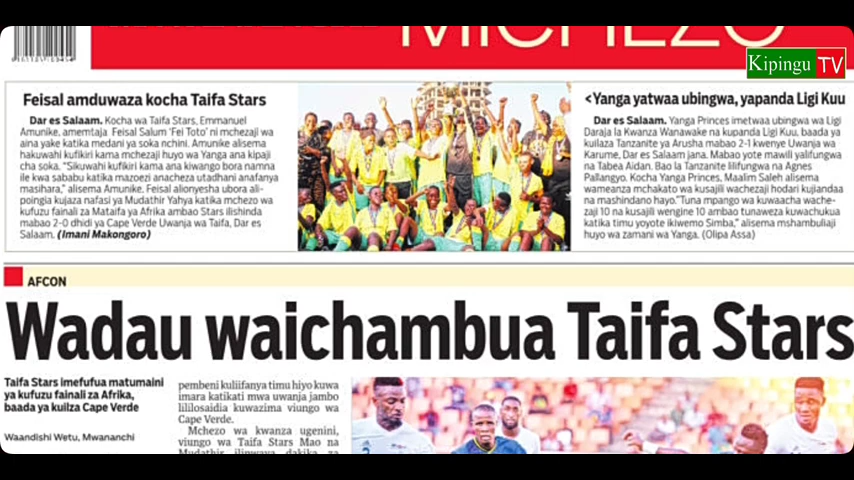 MICHEZO
Kipingu TV
Feisal amduwaza kocha Taifa Stars
Dar es Salaam. Kocha wa Taifa Stars, Emmanuel
Amunike, amemtaja Feisal Salum 'Fei Toto' ni mchezaji wa
aina yake katika medani ya soka nchini. Amunike alisema
hakuwahi kufikiri kama mchezaji huyo wa Yanga ana kipaji
cha soka. "Sikuwahi kufikiri kama ana kiwango bora namna
ile kwa sababu katika mazoezi anacheza utadhani anafanya
masihara," alisema Amunike. Feisal alionyesha ubora ali-
poingia kujaza nafasi ya Mudathir Yahya katika mchezo wa
kufuzu fainali za Mataifa ya Afrika ambao Stars ilishinda
mabao 2-0 dhidi ya Cape Verde Uwanja wa Taifa, Dar es
Salaam. (Imani Makongoro)
<Yanga yatwaa ubingwa, yapanda Ligi Kuu
Dar es Salaam. Yanga Princes imetwaa ubingwa wa Ligi
Daraja la Kwanza Wanawake na kupanda Ligi Kuu, baada ya
kuilaza Tanzanite ya Arusha mabao 2-1 kwenye Uwanja wa
Karume, Dar es Salaam jana. Mabao yote mawili yalifungwa
na Tabea Aidan. Bao la Tanzanite lilifungwa na Agnes
Pallangyo. Kocha Yanga Princes, Maalim Saleh alisema
wameanza mchakato wa kusajili wachezaji hodari kujiandaa
na mashindano hayo."Tuna mpango wa kuwaacha wache-
zaji 10 na kusajili wengine 10 ambao tunaweza kuwachukua
katika timu yoyote ikiwemo Simba," alisema mshambuliaji
huyo wa zamani wa Yanga. (Olipa Assa)
AFCON
Wadau waichambua Taifa Stars
Taifa Stars imefufua matumaini
ya kufuzu fainali za Afrika,
baada ya kuilza Cape Verde
Waandishi Wetu, Mwananchi
pembeni kuliifanya timu hiyo kuwa
imara katikati mwa uwanja jambo
lililosaidia kuwazima viungo wa
Cape Verde.
Mchezo wa kwanza ugenini,
viungo wa Taifa Stars Mao na
Mudathir ilipwaya dakika za